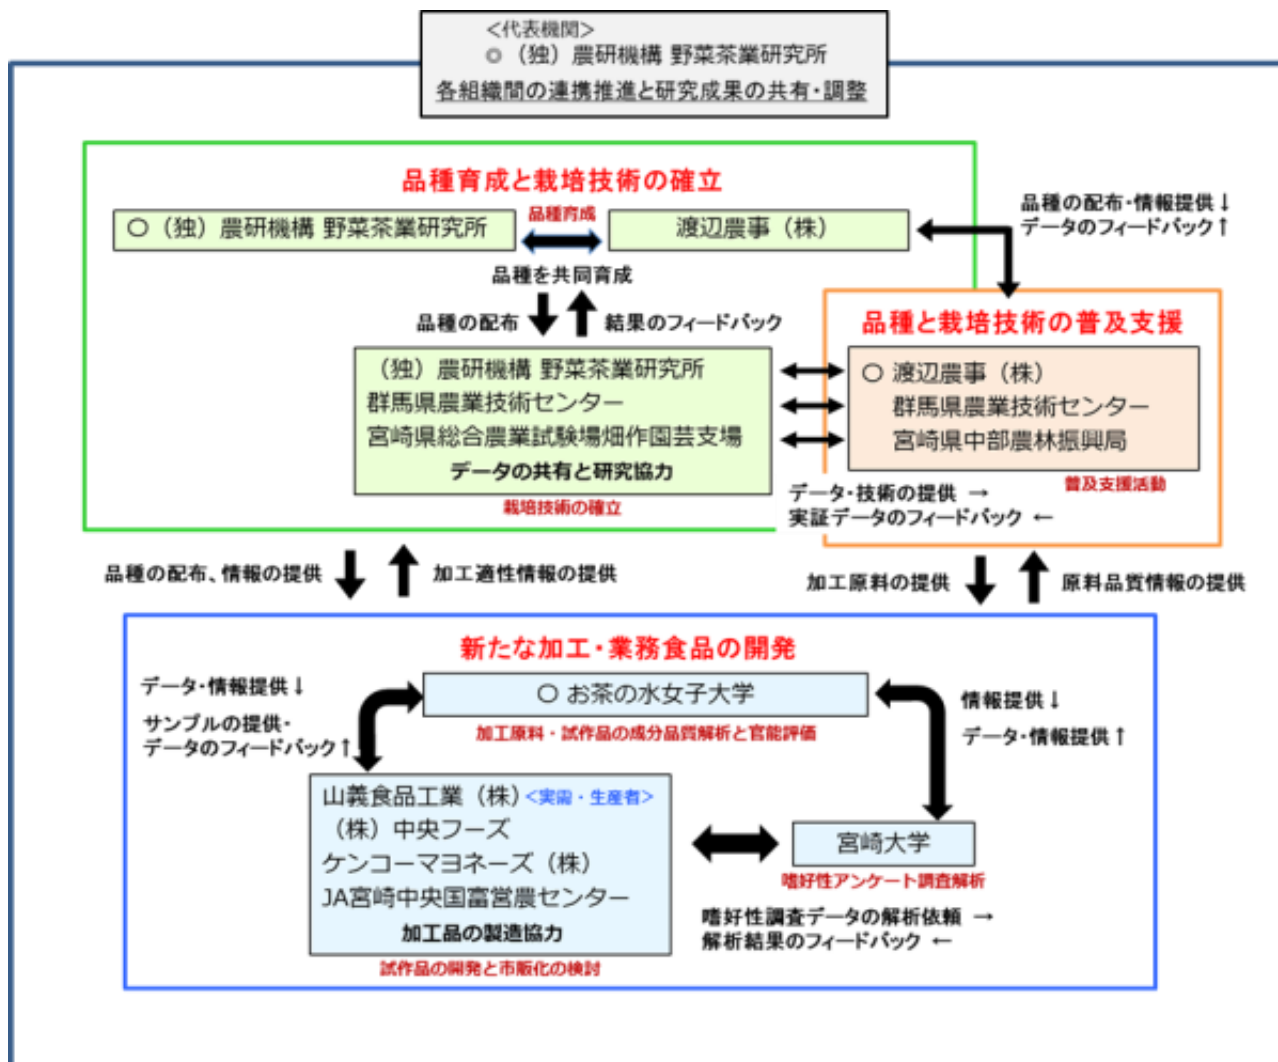 <代表機関>
◎（独）農研機構 野菜茶業研究所
各組織間の連携推進と研究成果の共有・調整
品種育成と栽培技術の確立
〇（独）農研機構 野菜茶業研究所
品種育成
渡辺農事（株）
品種を共同育成
品種の配布・情報提供↓
データのフィードバック↑
品種の配布
結果のフィードバック
（独）農研機構 野菜茶業研究所
群馬県農業技術センター
宮崎県総合農業試験場畑作園芸支場
データの共有と研究協力
栽培技術の確立
品種と栽培技術の普及支援
〇 渡辺農事（株）
群馬県農業技術センター
宮崎県中部農林振興局
普及支援活動
データ・技術の提供 →
実証データのフィードバック ←
品種の配布、情報の提供
加工適性情報の提供
加工原料の提供
原料品質情報の提供
新たな加工・業務食品の開発
データ・情報提供↓
サンプルの提供・
データのフィードバック↑
〇 お茶の水女子大学
加工原料・試作品の成分品質解析と官能評価
情報提供↓
データ・情報提供↑
山義食品工業（株）<実需・生産者>
（株）中央フーズ
ケンコーマヨネーズ（株）
JA宮崎中央国富営農センター
加工品の製造協力
試作品の開発と市販化の検討
宮崎大学
嗜好性アンケート調査解析
嗜好性調査データの解析依頼 →
解析結果のフィードバック ←